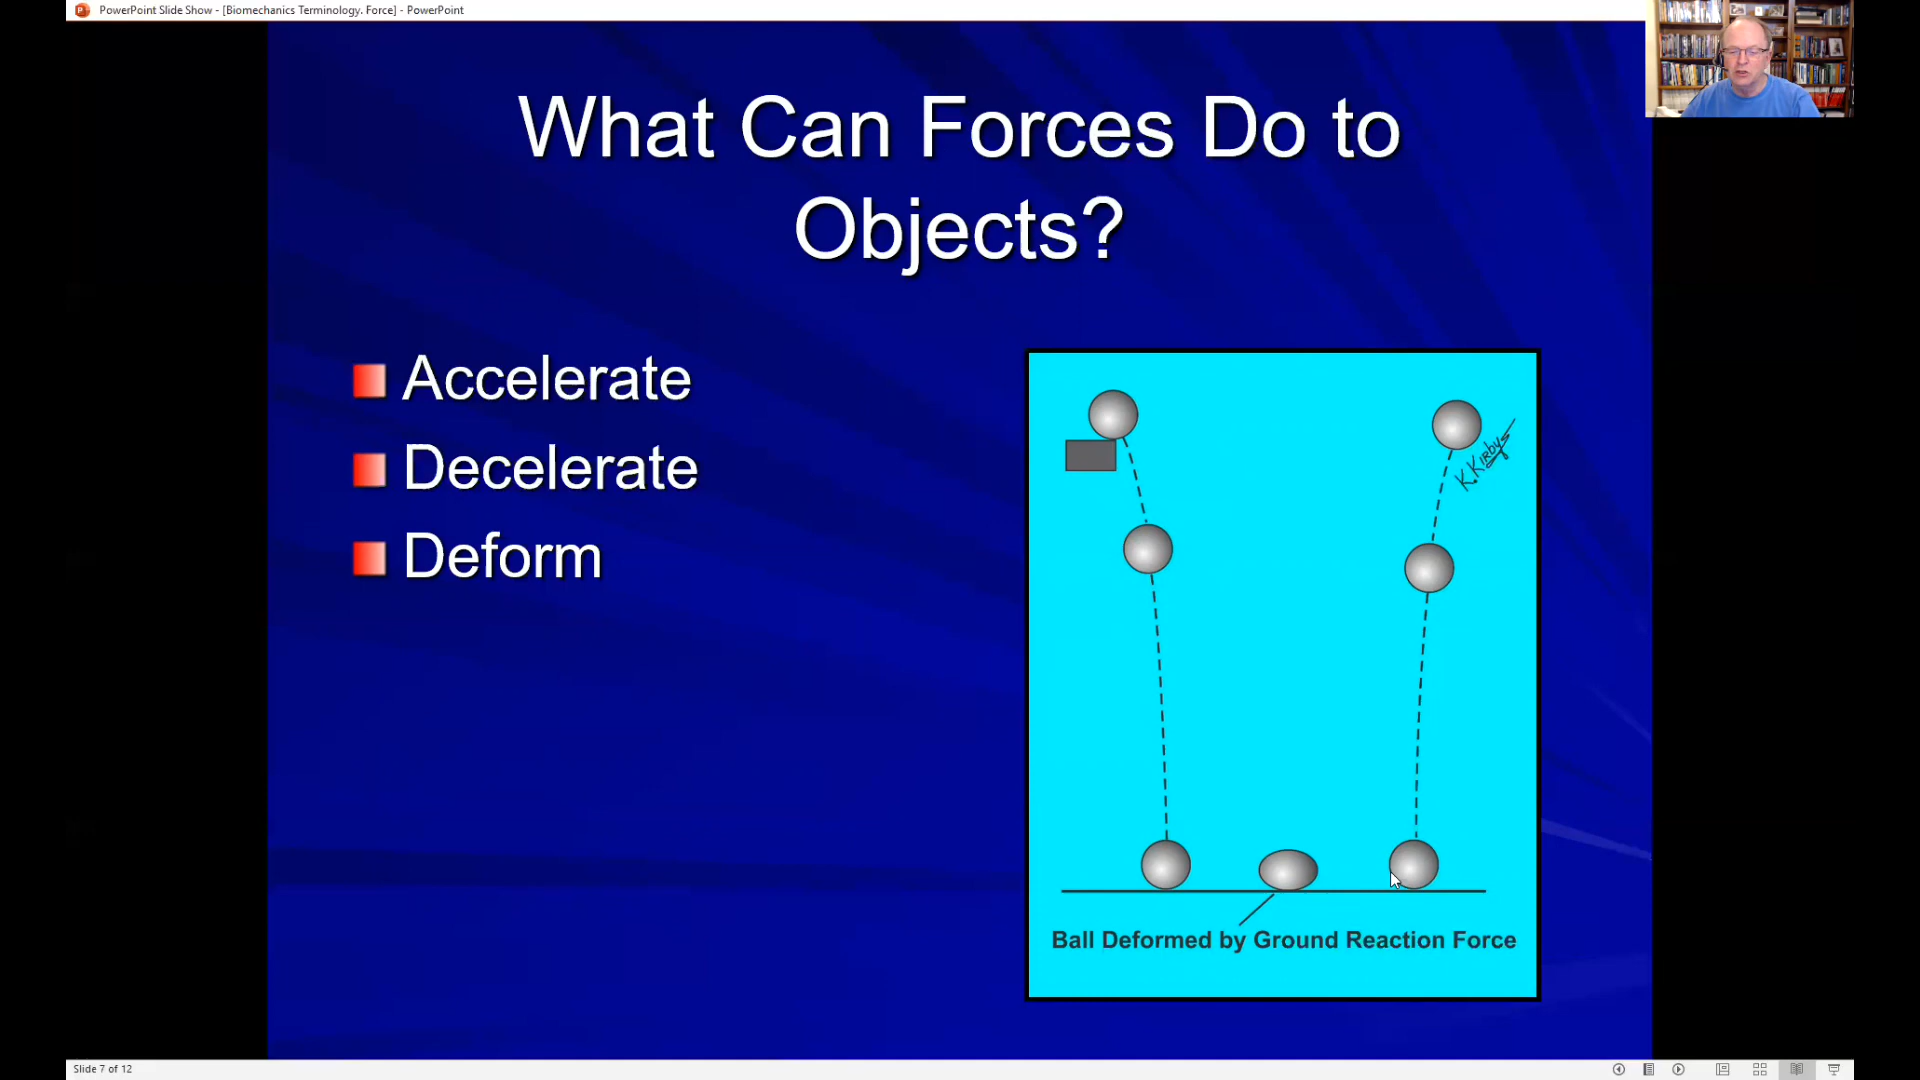 PowerPoint Slide Show - [Biomechanics Terminology. Force] - PowerPoint
What Can Forces Do to
Objects?
Accelerate
Decelerate
Deform
K. Kirby
Ball Deformed by Ground Reaction Force
Slide 7 of 12